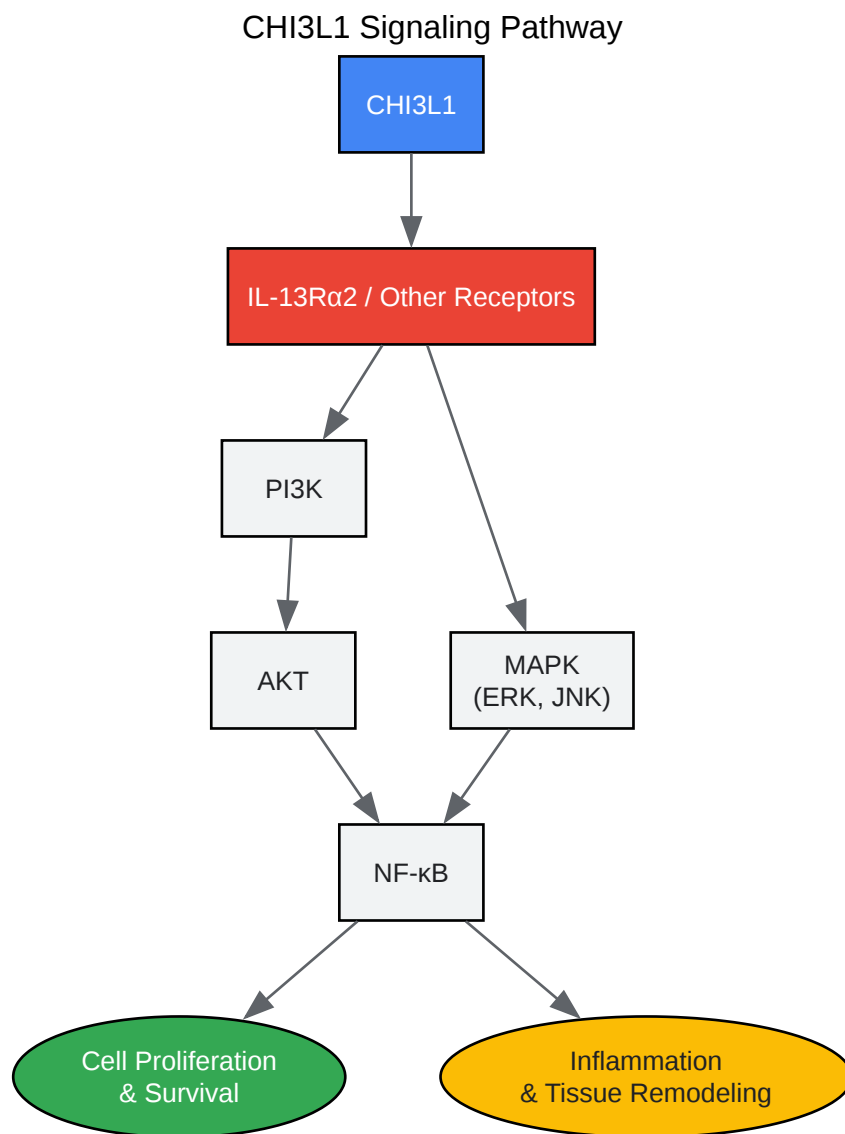 CHI3L1 Signaling Pathway
CHI3L1
IL-13Rα2 / Other Receptors
PI3K
AKT
MAPK
(ERK, JNK)
NF-κB
Cell Proliferation
& Survival
Inflammation
& Tissue Remodeling